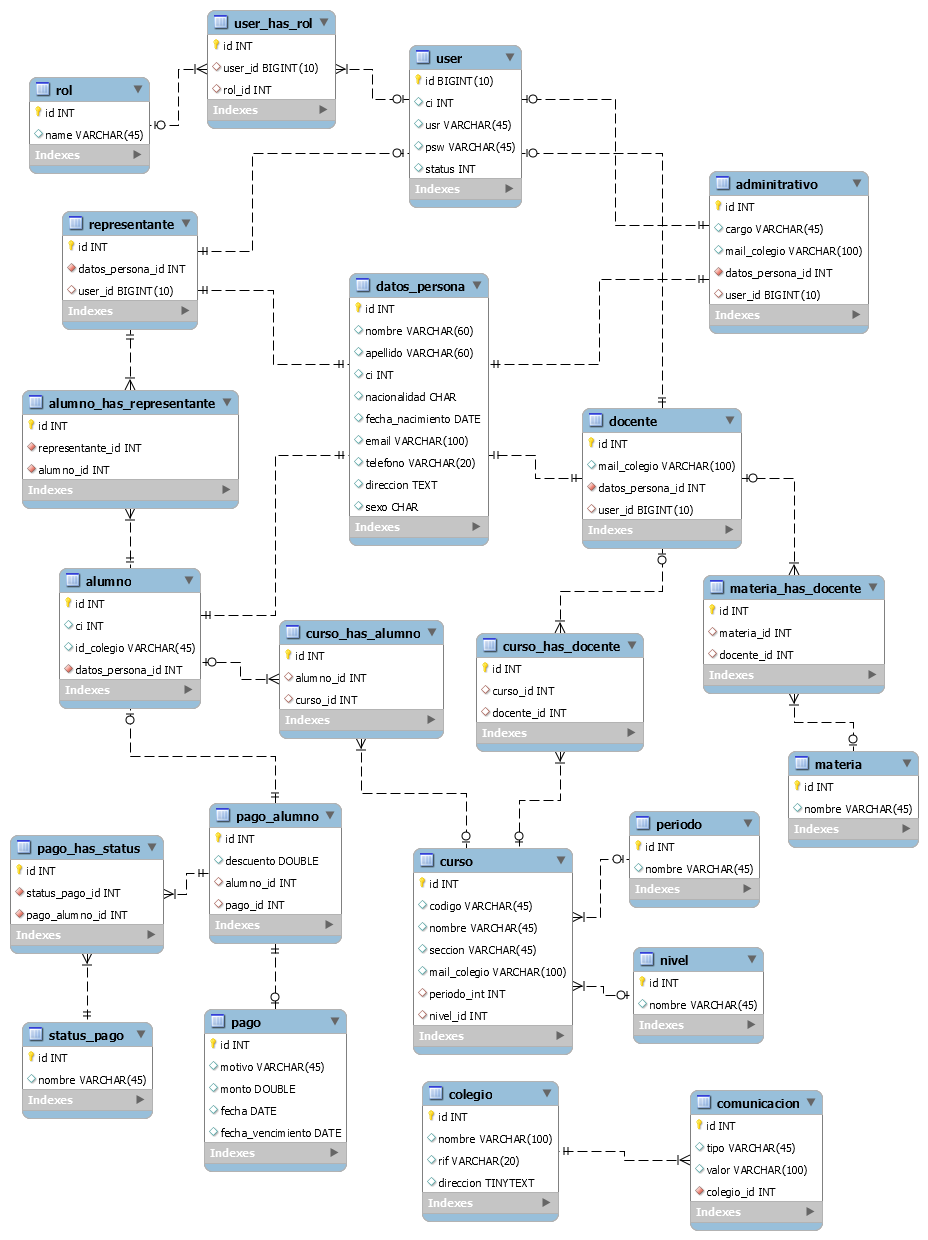 user_has_rol
id INT
user_id BIGINT(10)
rol_id INT
Indexes
user
id BIGINT(10)
ci INT
usr VARCHAR(45)
psw VARCHAR(45)
status INT
Indexes
rol
id INT
name VARCHAR(45)
Indexes
adminitrativo
id INT
cargo VARCHAR(45)
mail_colegio VARCHAR(100)
datos_persona_id INT
user_id BIGINT(10)
Indexes
representante
id INT
datos_persona_id INT
user_id BIGINT(10)
Indexes
datos_persona
id INT
nombre VARCHAR(60)
apellido VARCHAR(60)
ci INT
nacionalidad CHAR
fecha_nacimiento DATE
email VARCHAR(100)
telefono VARCHAR(20)
direccion TEXT
sexo CHAR
Indexes
alumno_has_representante
id INT
representante_id INT
alumno_id INT
Indexes
docente
id INT
mail_colegio VARCHAR(100)
datos_persona_id INT
user_id BIGINT(10)
Indexes
alumno
id INT
ci INT
id_colegio VARCHAR(45)
datos_persona_id INT
Indexes
curso_has_alumno
id INT
alumno_id INT
curso_id INT
Indexes
curso_has_docente
id INT
curso_id INT
docente_id INT
Indexes
materia_has_docente
id INT
materia_id INT
docente_id INT
Indexes
materia
id INT
nombre VARCHAR(45)
Indexes
pago_alumno
id INT
descuento DOUBLE
alumno_id INT
pago_id INT
Indexes
pago_has_status
id INT
status_pago_id INT
pago_alumno_id INT
Indexes
periodo
id INT
nombre VARCHAR(45)
Indexes
curso
id INT
codigo VARCHAR(45)
nombre VARCHAR(45)
seccion VARCHAR(45)
mail_colegio VARCHAR(100)
periodo_int INT
nivel_id INT
Indexes
nivel
id INT
nombre VARCHAR(45)
Indexes
status_pago
id INT
nombre VARCHAR(45)
Indexes
pago
id INT
motivo VARCHAR(45)
monto DOUBLE
fecha DATE
fecha_vencimiento DATE
Indexes
colegio
id INT
nombre VARCHAR(100)
rif VARCHAR(20)
direccion TINYTEXT
Indexes
comunicacion
id INT
tipo VARCHAR(45)
valor VARCHAR(100)
colegio_id INT
Indexes